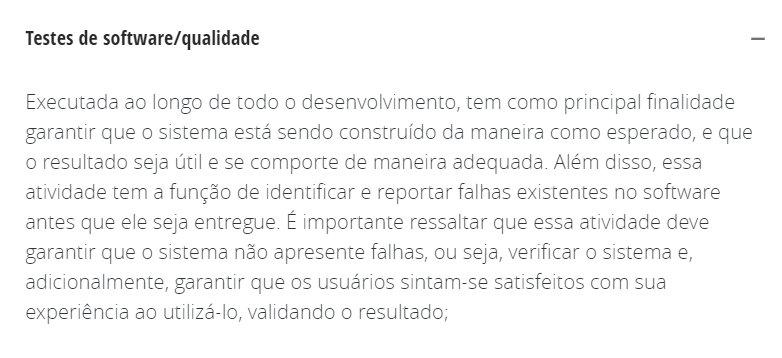 Testes de software/qualidade
Executada ao longo de todo o desenvolvimento, tem como principal finalidade
garantir que o sistema está sendo construído da maneira como esperado, e que
o resultado seja útil e se comporte de maneira adequada. Além disso, essa
atividade tem a função de identificar e reportar falhas existentes no software
antes que ele seja entregue. É importante ressaltar que essa atividade deve
garantir que o sistema não apresente falhas, ou seja, verificar o sistema e,
adicionalmente, garantir que os usuários sintam-se satisfeitos com sua
experiência ao utilizá-lo, validando o resultado;